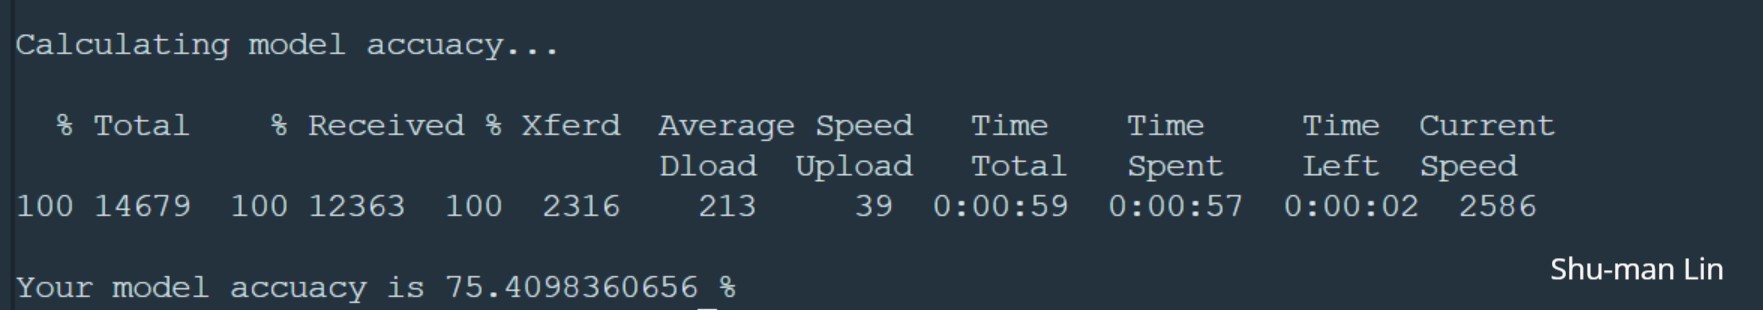 Calculating model accuacy...
% Total % Received % Xferd Average Speed Time Time Time Current
Dload Upload Total Spent Left Speed
100 14679 100 12363 100 2316 213 39 0:00:59 0:00:57 0:00:02 2586
Shu-man Lin
Your model accuacy is 75.4098360656 %